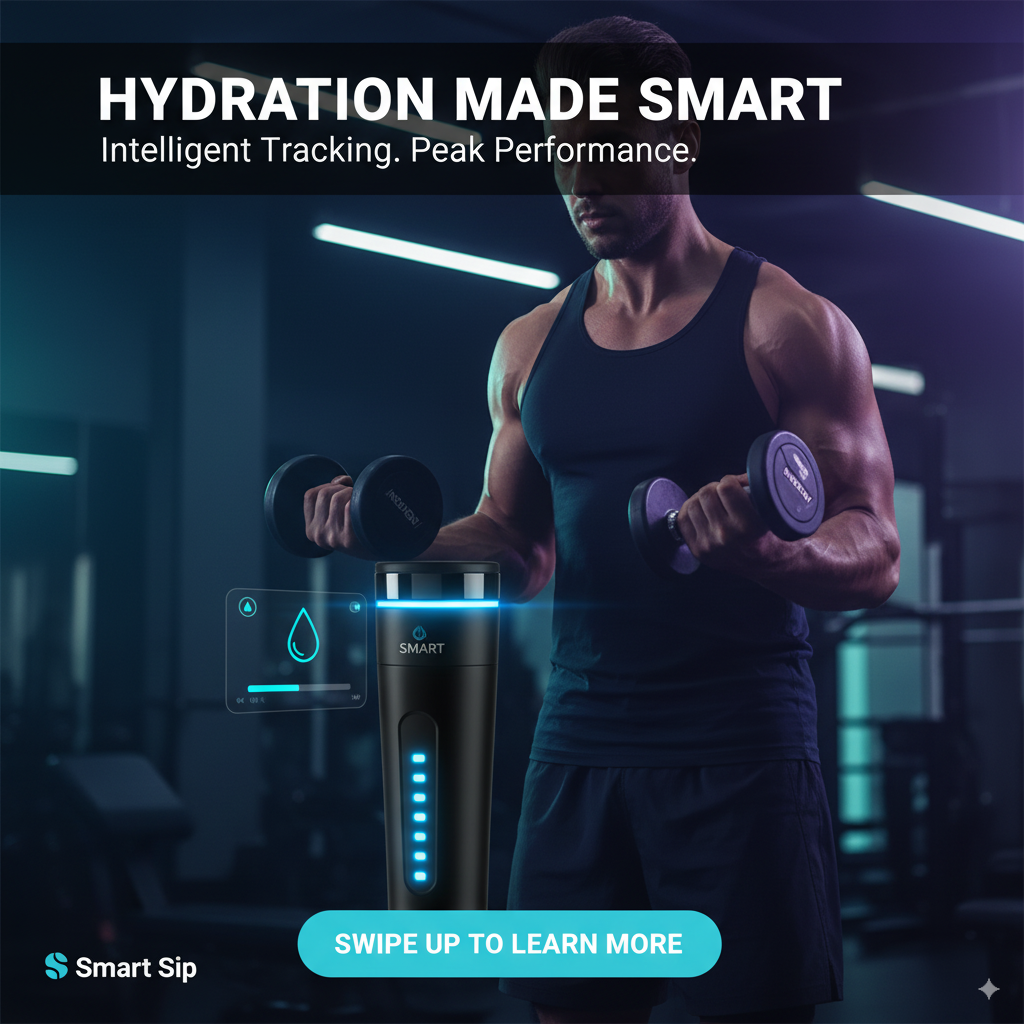 HYDRATION MADE SMART
Intelligent Tracking. Peak Performance.
SMART
SWIPE UP TO LEARN MORE
Smart Sip